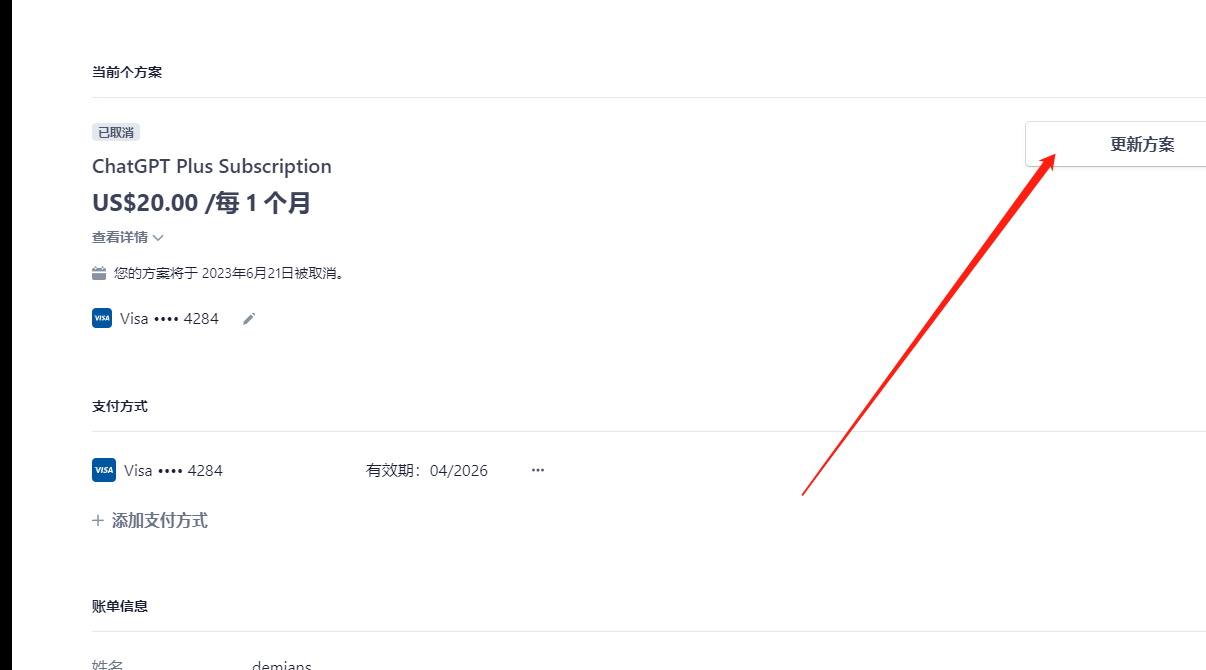 当前个方案
已取消
更新方案
ChatGPT Plus Subscription
US$20.00 /每 1 个月
查看详情
您的方案将于 2023年6月21日被取消。
VISA Visa •••• 4284
支付方式
VISA Visa •••• 4284 有效期：04/2026 •••
+ 添加支付方式
账单信息
姓名 demians